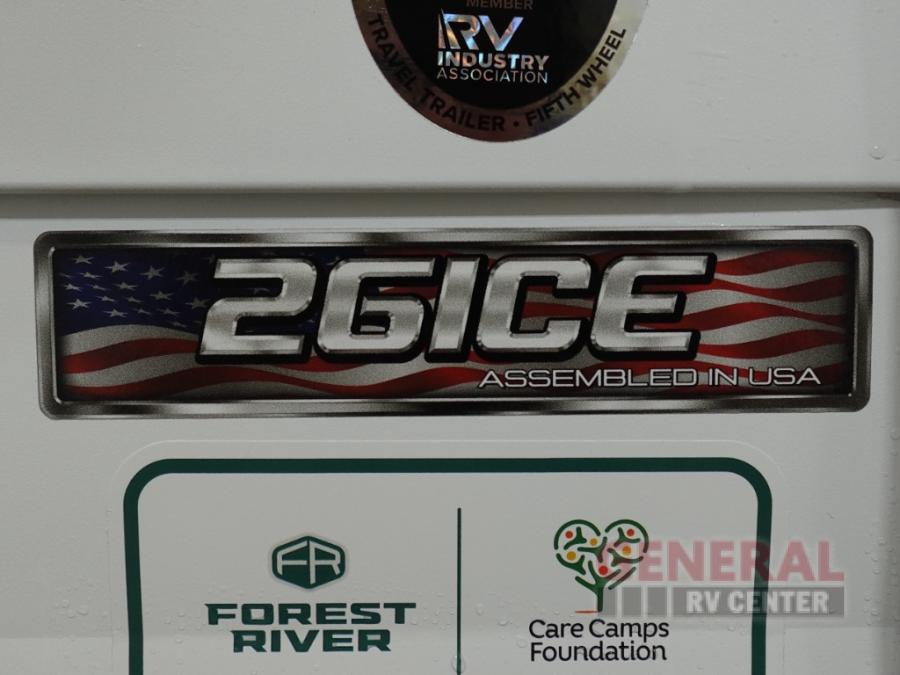 MEMBER
RV
INDUSTRY
ASSOCIATION
TRAVEL TRAILER • FIFTH WHEEL
261CE
ASSEMBLED IN USA
FR
FOREST
RIVER
Care Camps
Foundation
GENERAL
RV CENTER